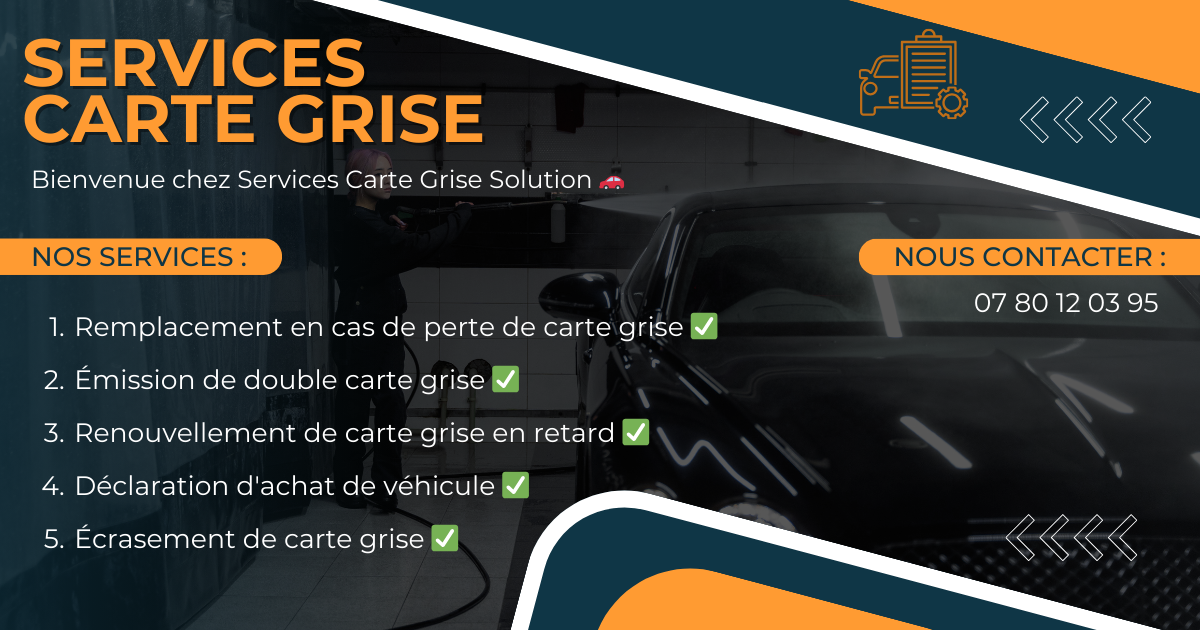 SERVICES
CARTE GRISE
Bienvenue chez Services Carte Grise Solution 🚗
NOS SERVICES :
1. Remplacement en cas de perte de carte grise ✅
2. Émission de double carte grise ✅
3. Renouvellement de carte grise en retard ✅
4. Déclaration d'achat de véhicule ✅
5. Écrasement de carte grise ✅
NOUS CONTACTER :
07 80 12 03 95